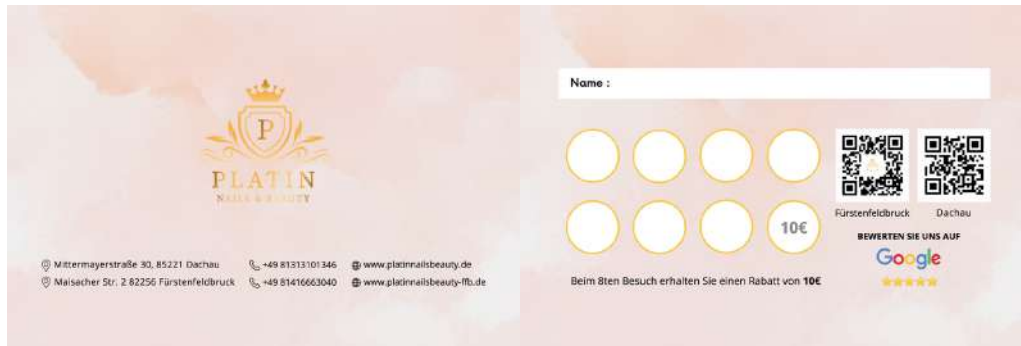 P
PLATIN
NAILS & BEAUTY
Mittermayerstraße 30, 85221 Dachau +49 81313101346 www.platinnailsbeauty.de
Maisacher Str. 2 82256 Fürstenfeldbruck +49 81416663040 www.platinnailsbeauty-ffb.de
Name :
10€
Fürstenfeldbruck Dachau
BEWERTEN SIE UNS AUF
Google
Beim 8ten Besuch erhalten Sie einen Rabatt von 10€